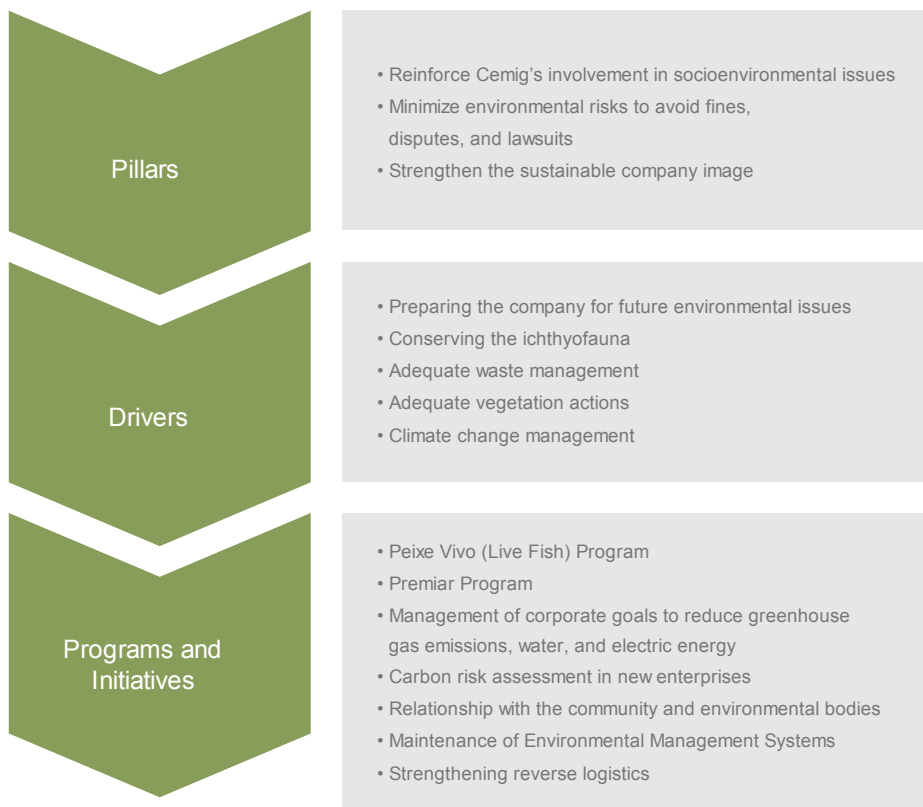 Pillars
• Reinforce Cemig's involvement in socioenvironmental issues
• Minimize environmental risks to avoid fines,
disputes, and lawsuits
• Strengthen the sustainable company image
Drivers
• Preparing the company for future environmental issues
• Conserving the ichthyofauna
• Adequate waste management
• Adequate vegetation actions
• Climate change management
Programs and
Initiatives
• Peixe Vivo (Live Fish) Program
• Premiar Program
• Management of corporate goals to reduce greenhouse
gas emissions, water, and electric energy
• Carbon risk assessment in new enterprises
• Relationship with the community and environmental bodies
• Maintenance of Environmental Management Systems
• Strengthening reverse logistics